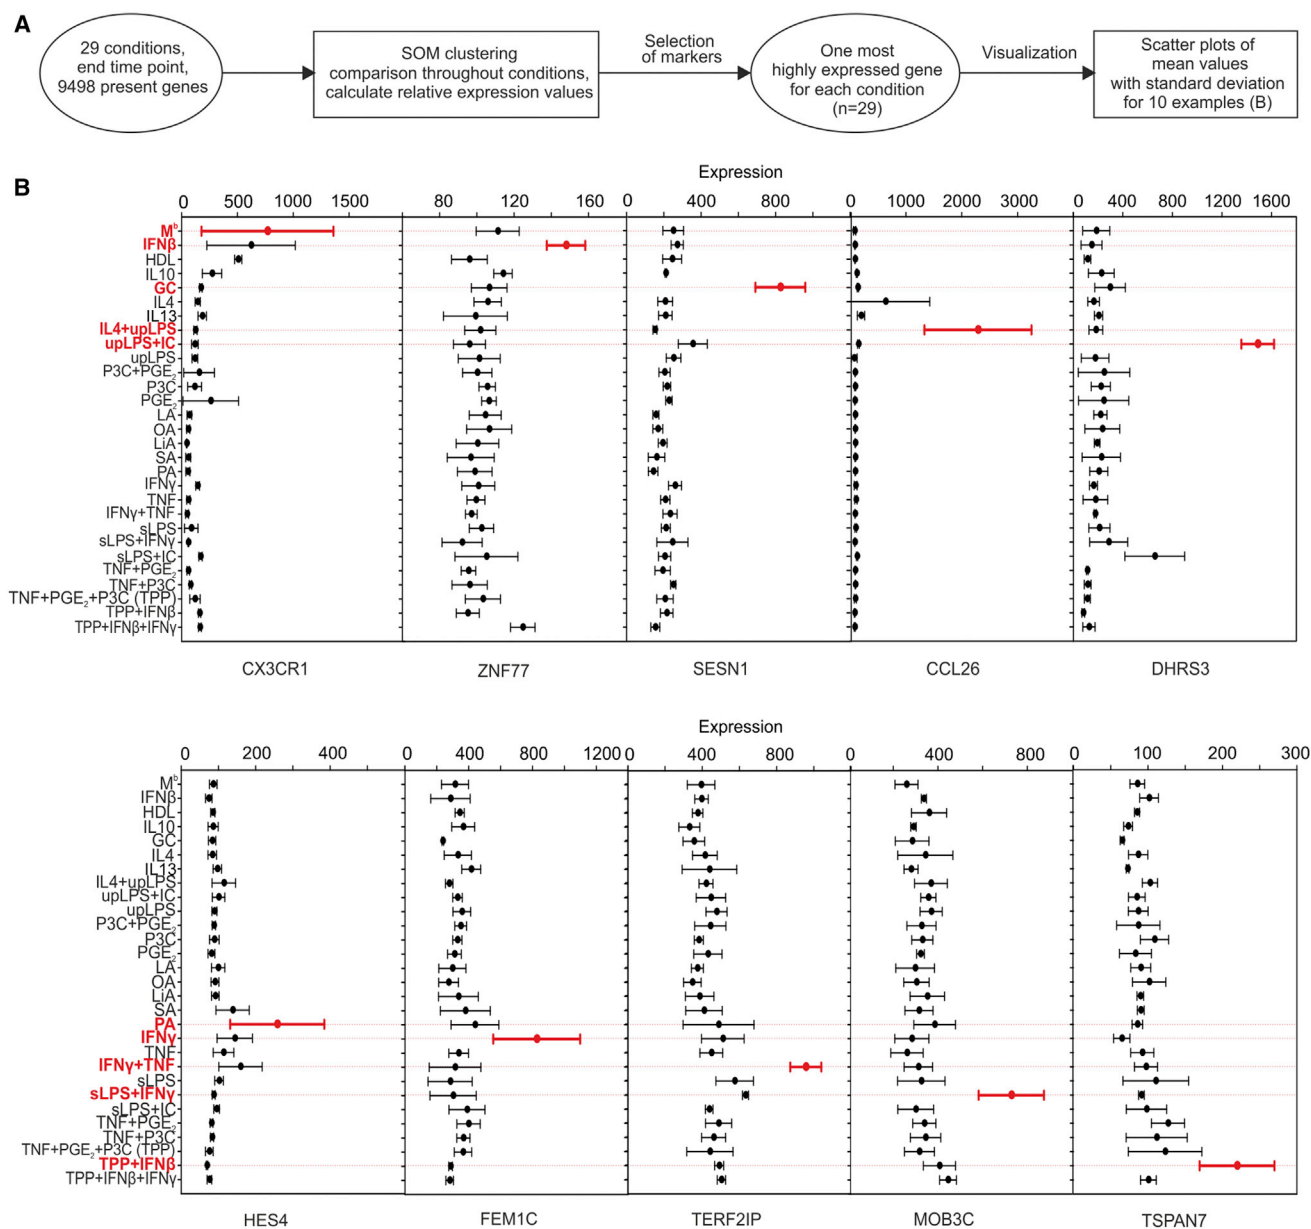 A
29 conditions,
end time point,
9498 present genes
SOM clustering
comparison throughout conditions,
calculate relative expression values
Selection
of markers
One most
highly expressed gene
for each condition
(n=29)
Visualization
Scatter plots of
mean values
with standard deviation
for 10 examples (B)
B
Expression
0 500 1000 1500 80 120 160 0 400 800 0 1000 2000 3000 0 400 800 1200 1600
Mᵇ
IFNβ
HDL
IL10
GC
IL4
IL13
IL4+upLPS
upLPS+IC
upLPS
P3C+PGE₂
P3C
PGE₂
LA
OA
LiA
SA
PA
IFNγ
TNF
IFNγ+TNF
sLPS
sLPS+IFNγ
sLPS+IC
TNF+PGE₂
TNF+P3C
TNF+PGE₂+P3C (TPP)
TPP+IFNβ
TPP+IFNβ+IFNγ
CX3CR1 ZNF77 SESN1 CCL26 DHRS3
Expression
0 200 400 0 400 800 1200 0 400 800 0 400 800 0 100 200 300
Mᵇ
IFNβ
HDL
IL10
GC
IL4
IL13
IL4+upLPS
upLPS+IC
upLPS
P3C+PGE₂
P3C
PGE₂
LA
OA
LiA
SA
PA
IFNγ
TNF
IFNγ+TNF
sLPS
sLPS+IFNγ
sLPS+IC
TNF+PGE₂
TNF+P3C
TNF+PGE₂+P3C (TPP)
TPP+IFNβ
TPP+IFNβ+IFNγ
HES4 FEM1C TERF2IP MOB3C TSPAN7